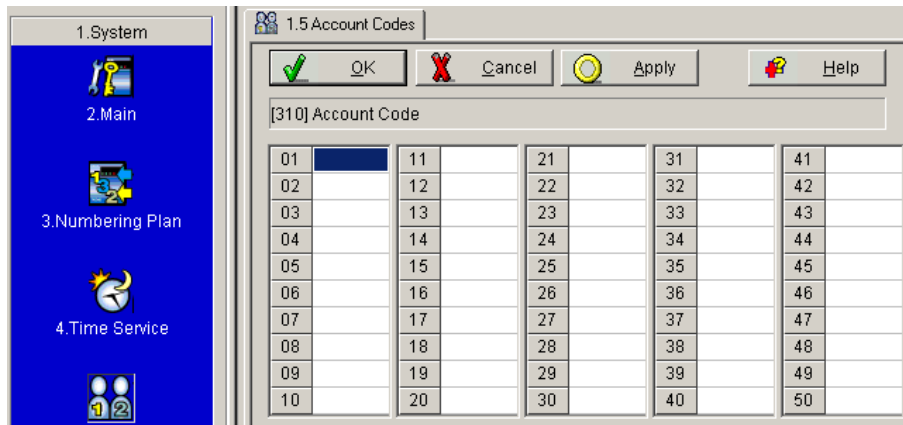 1.System
2.Main
3.Numbering Plan
4.Time Service
1 2
1.5 Account Codes
OK Cancel Apply Help
[310] Account Code
01 11 21 31 41
02 12 22 32 42
03 13 23 33 43
04 14 24 34 44
05 15 25 35 45
06 16 26 36 46
07 17 27 37 47
08 18 28 38 48
09 19 29 39 49
10 20 30 40 50